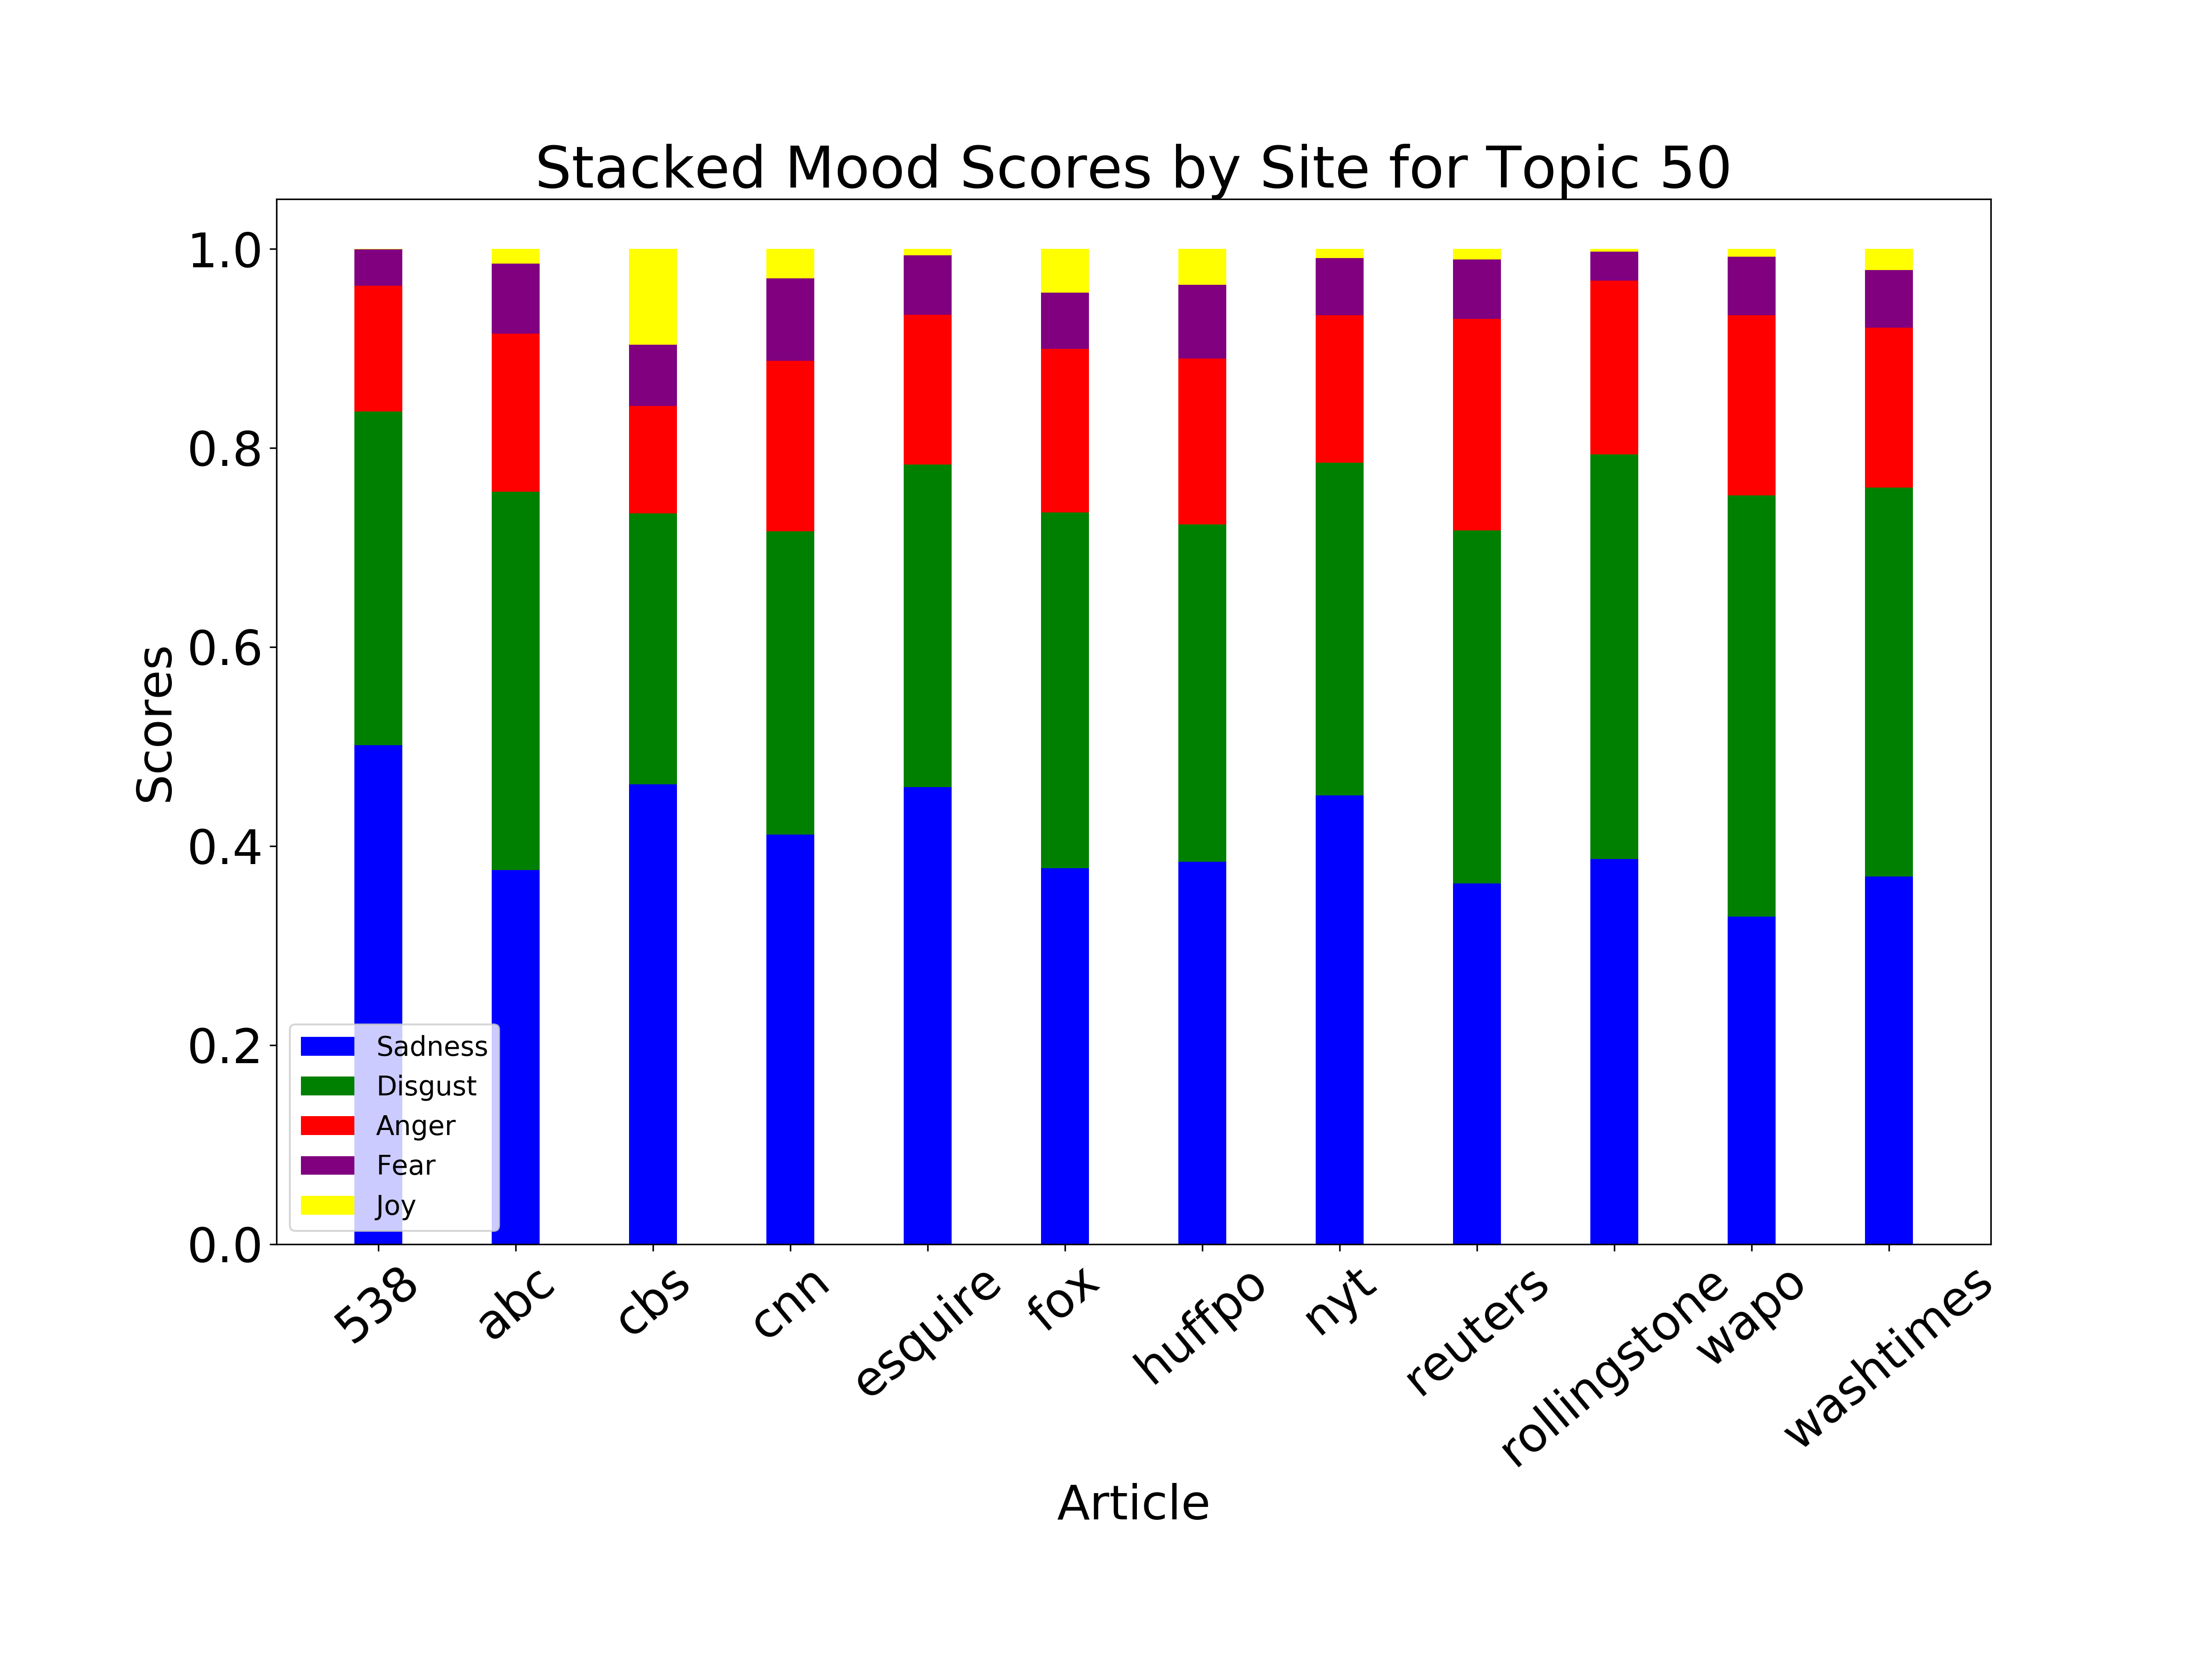 Stacked Mood Scores by Site for Topic 50
1.0
0.8
0.6
0.4
0.2
0.0
Scores
Sadness
Disgust
Anger
Fear
Joy
538
abc
cbs
cnn
esquire
fox
huffpo
nyt
reuters
rollingstone
wapo
washtimes
Article